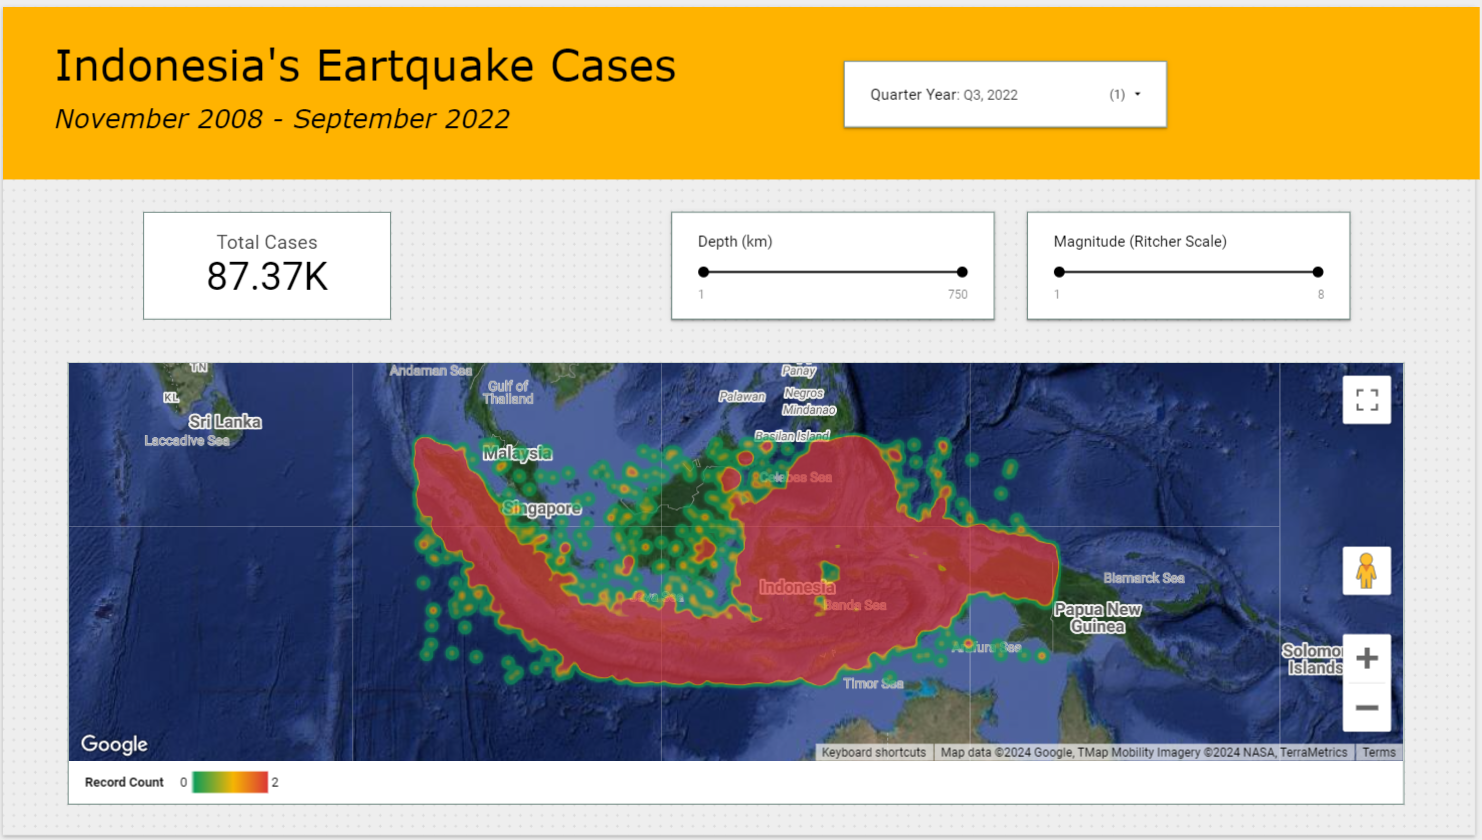 Indonesia's Eartquake Cases
November 2008 - September 2022
Quarter Year: Q3, 2022 (1)
Total Cases
87.37K
Depth (km)
1 750
Magnitude (Ritcher Scale)
1 8
TN
KL
Sri Lanka
Laccadive Sea
Andaman Sea
Gulf of
Thailand
Malaysia
Singapore
Palawan
Panay
Negros
Mindanao
Basilan Island
Celebes Sea
Indonesia
Banda Sea
Arafura Sea
Timor Sea
Bismarck Sea
Papua New
Guinea
Solomo
Islands
Google
Keyboard shortcuts
Map data ©2024 Google, TMap Mobility Imagery ©2024 NASA, TerraMetrics
Terms
Record Count 0 2